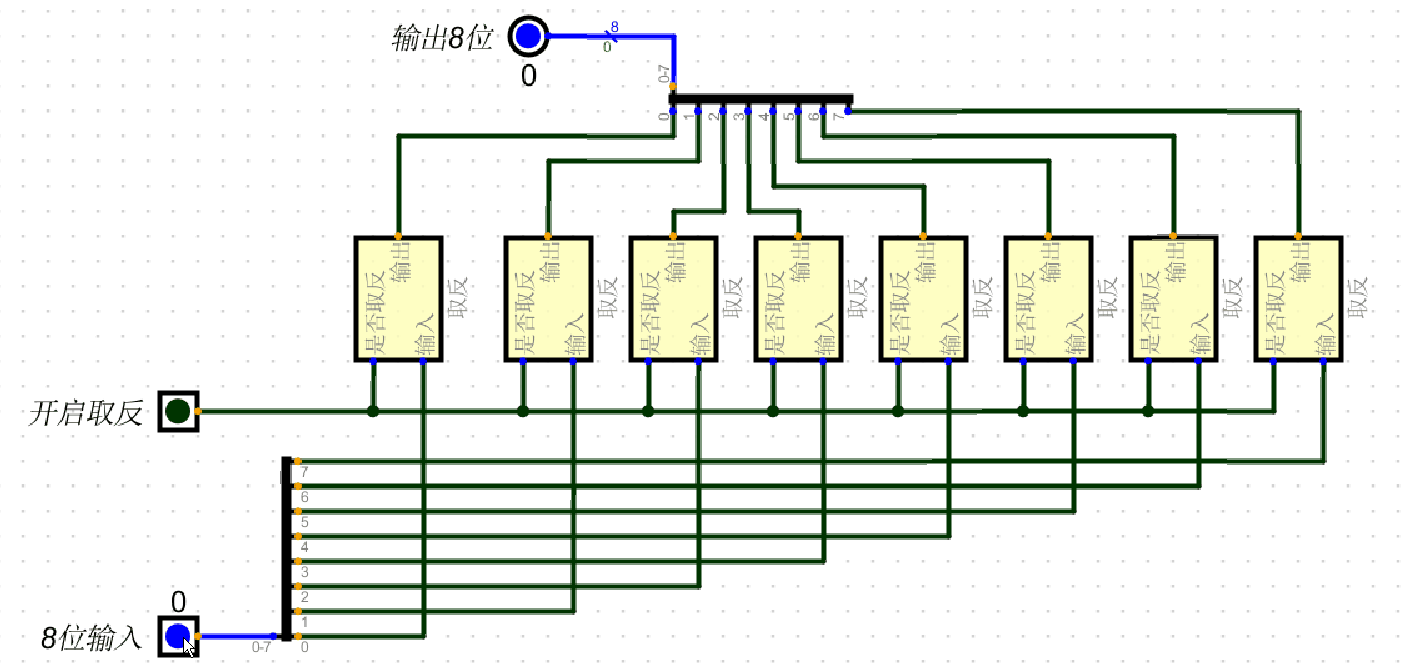 输出8位
8
0
0
0-7
0 1 2 3 4 5 6 7
输出 输出 输出 输出 输出 输出 输出 输出
是否取反 输入 取反
是否取反 输入 取反
是否取反 输入 取反
是否取反 输入 取反
是否取反 输入 取反
是否取反 输入 取反
是否取反 输入 取反
是否取反 输入 取反
开启取反
7
6
5
4
3
2
1
0
0
8位输入
0-7